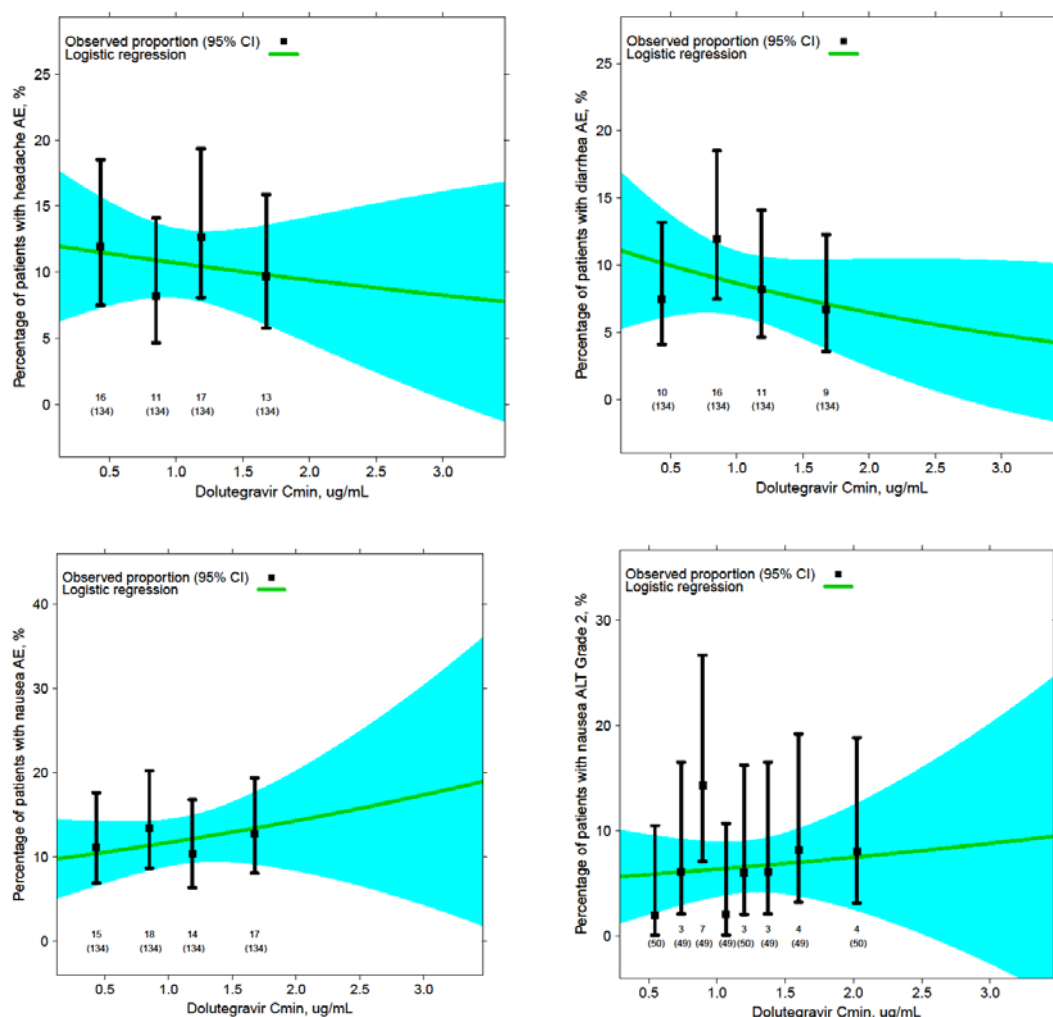 Observed proportion (95% CI)
Logistic regression
Percentage of patients with headache AE, %
25
20
15
10
5
0
16 11 17 13
(134) (134) (134) (134)
0.5 1.0 1.5 2.0 2.5 3.0
Dolutegravir Cmin, ug/mL
Observed proportion (95% CI)
Logistic regression
Percentage of patients with diarrhea AE, %
25
20
15
10
5
0
10 16 11 9
(134) (134) (134) (134)
0.5 1.0 1.5 2.0 2.5 3.0
Dolutegravir Cmin, ug/mL
Observed proportion (95% CI)
Logistic regression
Percentage of patients with nausea AE, %
40
30
20
10
0
15 18 14 17
(134) (134) (134) (134)
0.5 1.0 1.5 2.0 2.5 3.0
Dolutegravir Cmin, ug/mL
Observed proportion (95% CI)
Logistic regression
Percentage of patients with nausea ALT Grade 2, %
30
20
10
0
3 7 3 3 4 4
(50) (49) (49) (49) (50) (49) (49) (50)
0.5 1.0 1.5 2.0 2.5 3.0
Dolutegravir Cmin, ug/mL